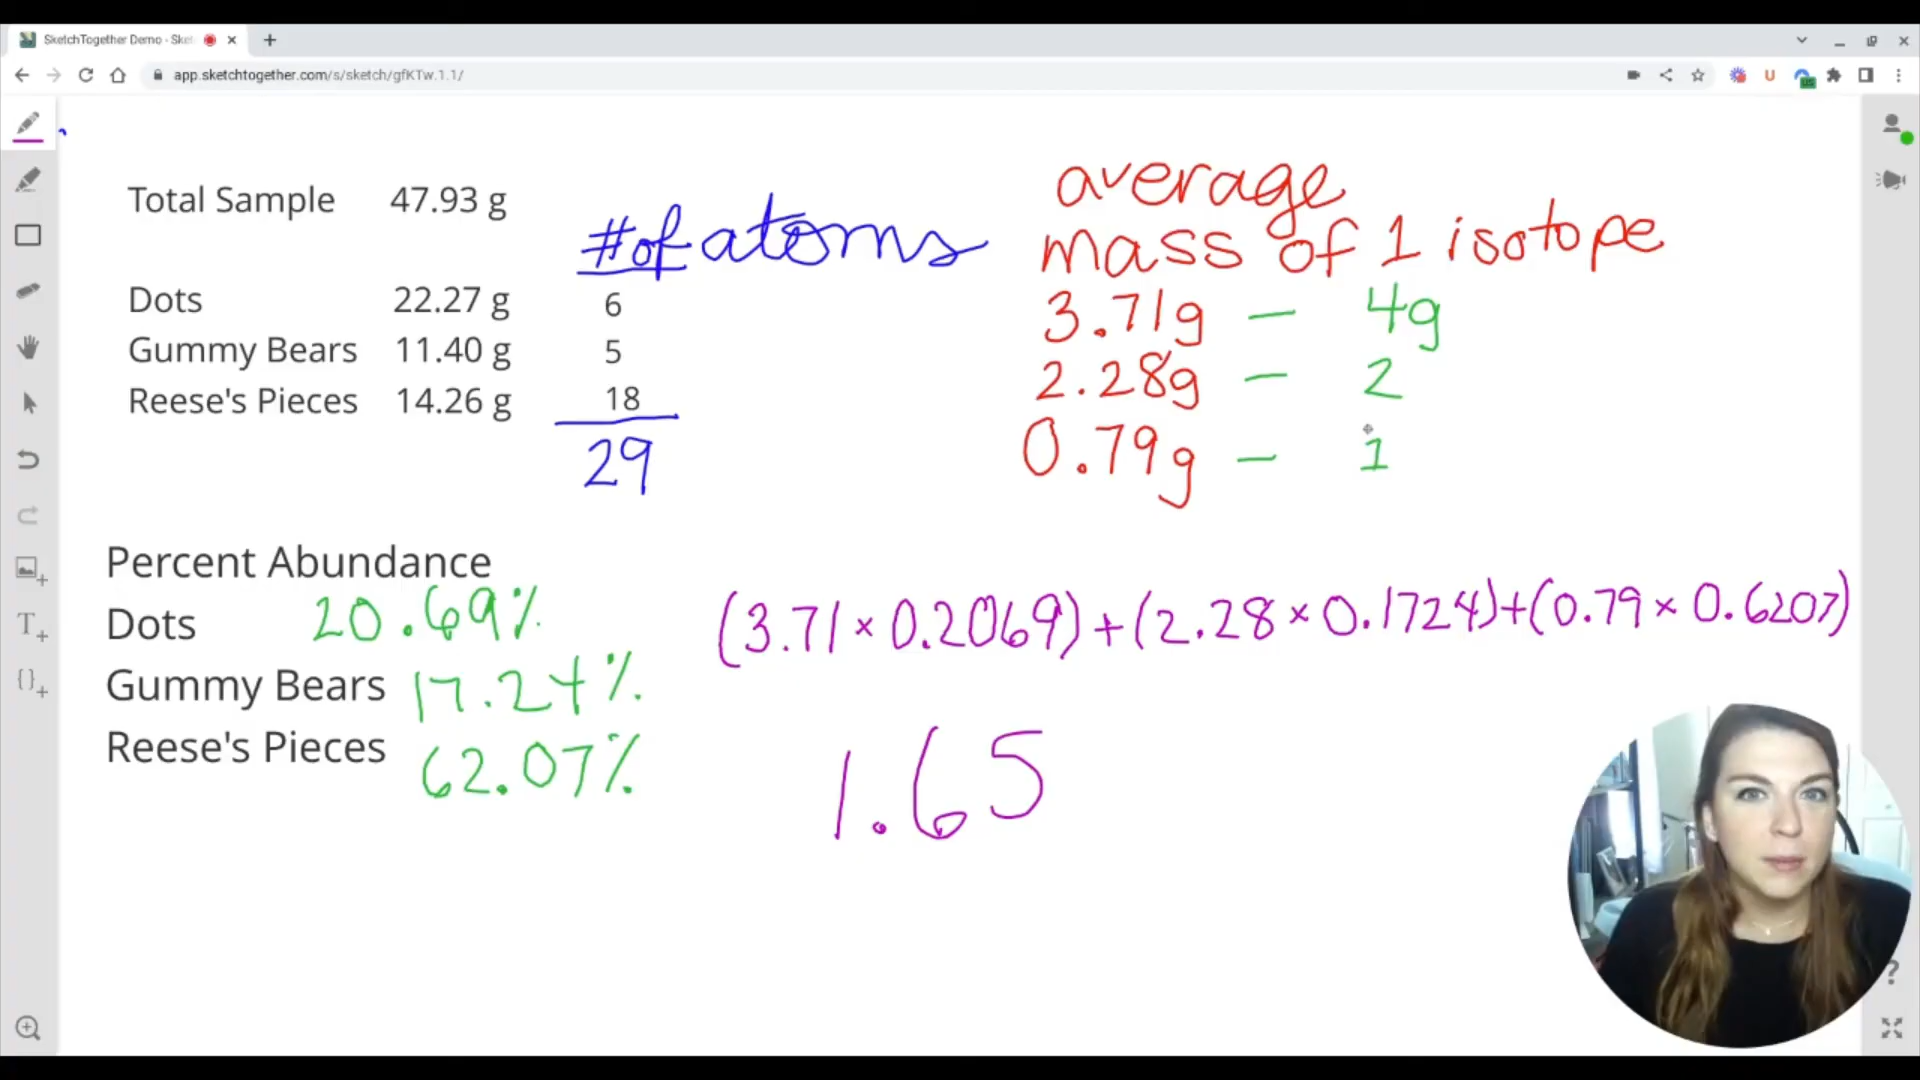 SketchTogether Demo - Ske
app.sketchtogether.com/s/sketch/gfKTw.1.1/
Total Sample 47.93 g
# of atoms
average
mass of 1 isotope
Dots 22.27 g 6
3.71g — 4g
Gummy Bears 11.40 g 5
2.28g — 2
Reese's Pieces 14.26 g 18
0.79g — 1
29
Percent Abundance
Dots 20.69%
(3.71 × 0.2069) + (2.28 × 0.1724) + (0.79 × 0.6207)
Gummy Bears 17.24%
Reese's Pieces 62.07%
1.65